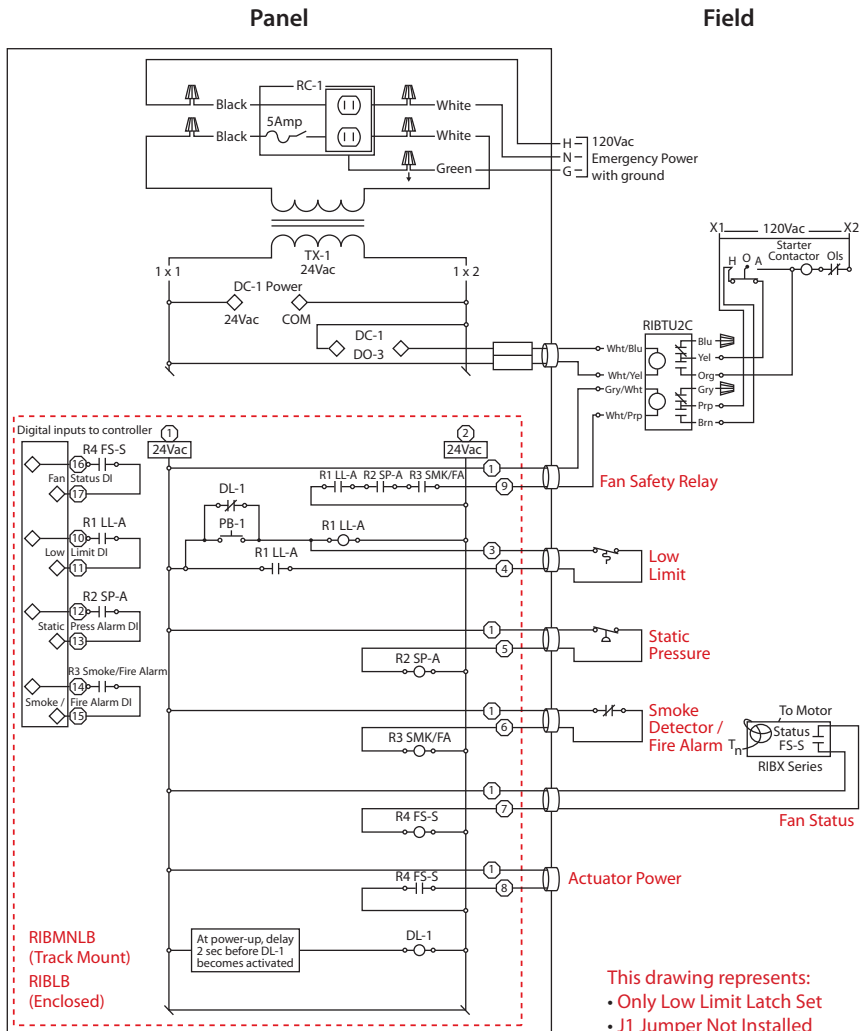 Panel
Field
RC-1
Black
White
5Amp
Black
White
Green
H
N
G
120Vac
Emergency Power
with ground
TX-1
24Vac
1 x 1
1 x 2
DC-1 Power
24Vac
COM
DC-1
DO-3
X1
120Vac
X2
Starter
Contactor
Ols
H
O
A
RIBTU2C
Wht/Blu
Wht/Yel
Gry/Wht
Wht/Prp
Blu
Yel
Org
Gry
Prp
Brn
Digital inputs to controller
16
R4 FS-S
Fan Status DI
17
10
R1 LL-A
Low Limit DI
11
12
R2 SP-A
Static Press Alarm DI
13
R3 Smoke/Fire Alarm
14
Smoke / Fire Alarm DI
15
1
24Vac
2
24Vac
1
R1 LL-A R2 SP-A R3 SMK/FA
9
Fan Safety Relay
DL-1
PB-1
R1 LL-A
3
R1 LL-A
4
Low
Limit
1
5
R2 SP-A
Static
Pressure
1
6
R3 SMK/FA
Smoke
Detector /
Fire Alarm
To Motor
Status
FS-S
Tn
RIBX Series
1
7
R4 FS-S
Fan Status
1
R4 FS-S
8
Actuator Power
At power-up, delay
2 sec before DL-1
becomes activated
DL-1
RIBMNLB
(Track Mount)
RIBLB
(Enclosed)
This drawing represents:
• Only Low Limit Latch Set
• J1 Jumper Not Installed